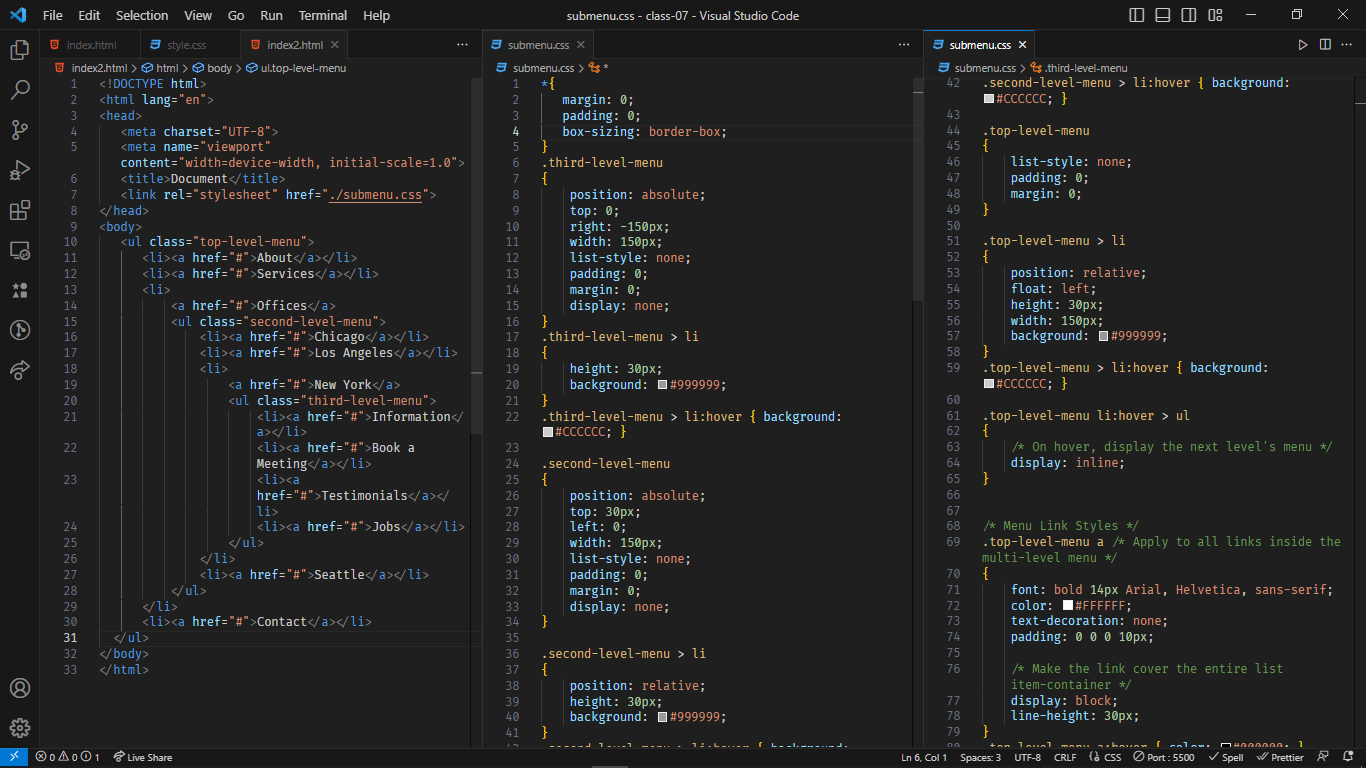 File Edit Selection View Go Run Terminal Help
submenu.css - class-07 - Visual Studio Code
index.html
style.css
index2.html
index2.html > html > body > ul.top-level-menu
1 <!DOCTYPE html>
2 <html lang="en">
3 <head>
4 <meta charset="UTF-8">
5 <meta name="viewport"
content="width=device-width, initial-scale=1.0">
6 <title>Document</title>
7 <link rel="stylesheet" href="./submenu.css">
8 </head>
9 <body>
10 <ul class="top-level-menu">
11 <li><a href="#">About</a></li>
12 <li><a href="#">Services</a></li>
13 <li>
14 <a href="#">Offices</a>
15 <ul class="second-level-menu">
16 <li><a href="#">Chicago</a></li>
17 <li><a href="#">Los Angeles</a></li>
18 <li>
19 <a href="#">New York</a>
20 <ul class="third-level-menu">
21 <li><a href="#">Information</
a></li>
22 <li><a href="#">Book a
Meeting</a></li>
23 <li><a
href="#">Testimonials</a></
li>
24 <li><a href="#">Jobs</a></li>
25 </ul>
26 </li>
27 <li><a href="#">Seattle</a></li>
28 </ul>
29 </li>
30 <li><a href="#">Contact</a></li>
31 </ul>
32 </body>
33 </html>
submenu.css
submenu.css > *
1 *{
2 margin: 0;
3 padding: 0;
4 box-sizing: border-box;
5 }
6 .third-level-menu
7 {
8 position: absolute;
9 top: 0;
10 right: -150px;
11 width: 150px;
12 list-style: none;
13 padding: 0;
14 margin: 0;
15 display: none;
16 }
17 .third-level-menu > li
18 {
19 height: 30px;
20 background: #999999;
21 }
22 .third-level-menu > li:hover { background:
#CCCCCC; }
23
24 .second-level-menu
25 {
26 position: absolute;
27 top: 30px;
28 left: 0;
29 width: 150px;
30 list-style: none;
31 padding: 0;
32 margin: 0;
33 display: none;
34 }
35
36 .second-level-menu > li
37 {
38 position: relative;
39 height: 30px;
40 background: #999999;
41 }
42 .second-level-menu > li:hover { background:
submenu.css
submenu.css > .third-level-menu
42 .second-level-menu > li:hover { background:
#CCCCCC; }
43
44 .top-level-menu
45 {
46 list-style: none;
47 padding: 0;
48 margin: 0;
49 }
50
51 .top-level-menu > li
52 {
53 position: relative;
54 float: left;
55 height: 30px;
56 width: 150px;
57 background: #999999;
58 }
59 .top-level-menu > li:hover { background:
#CCCCCC; }
60
61 .top-level-menu li:hover > ul
62 {
63 /* On hover, display the next level's menu */
64 display: inline;
65 }
66
67
68 /* Menu Link Styles */
69 .top-level-menu a /* Apply to all links inside the
multi-level menu */
70 {
71 font: bold 14px Arial, Helvetica, sans-serif;
72 color: #FFFFFF;
73 text-decoration: none;
74 padding: 0 0 0 10px;
75
76 /* Make the link cover the entire list
item-container */
77 display: block;
78 line-height: 30px;
79 }
80 .top-level-menu a:hover { color: #000000; }
0 0 1 Live Share
Ln 6, Col 1 Spaces: 3 UTF-8 CRLF CSS Port : 5500 Spell Prettier